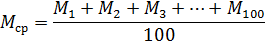 M_ср = (M_1 + M_2 + M_3 + ⋯ + M_100) / 100